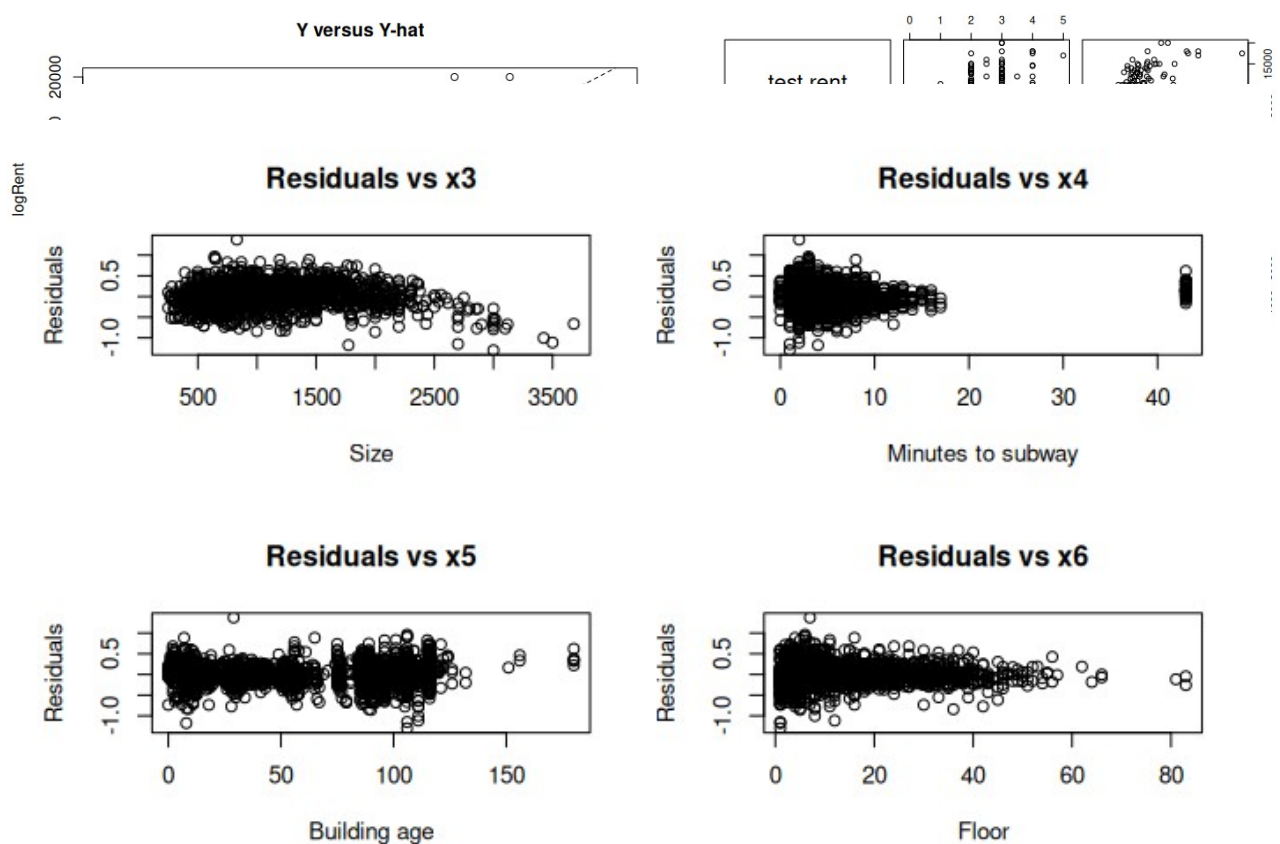 Y versus Y-hat
0 1 2 3 4 5
20000
test rent
15000
logRent
Residuals vs x3
Residuals vs x4
Residuals
-1.0 0.5
500 1500 2500 3500
Size
Residuals
-1.0 0.5
0 10 20 30 40
Minutes to subway
Residuals vs x5
Residuals vs x6
Residuals
-1.0 0.5
0 50 100 150
Building age
Residuals
-1.0 0.5
0 20 40 60 80
Floor